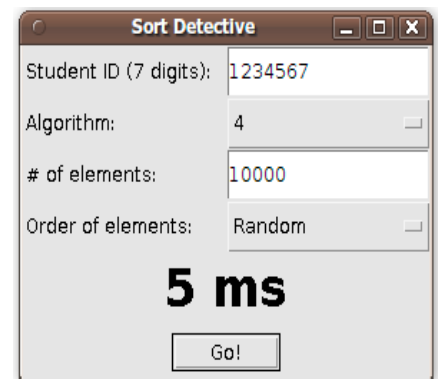 Sort Detective
Student ID (7 digits): 1234567
Algorithm: 4
# of elements: 10000
Order of elements: Random
5 ms
Go!